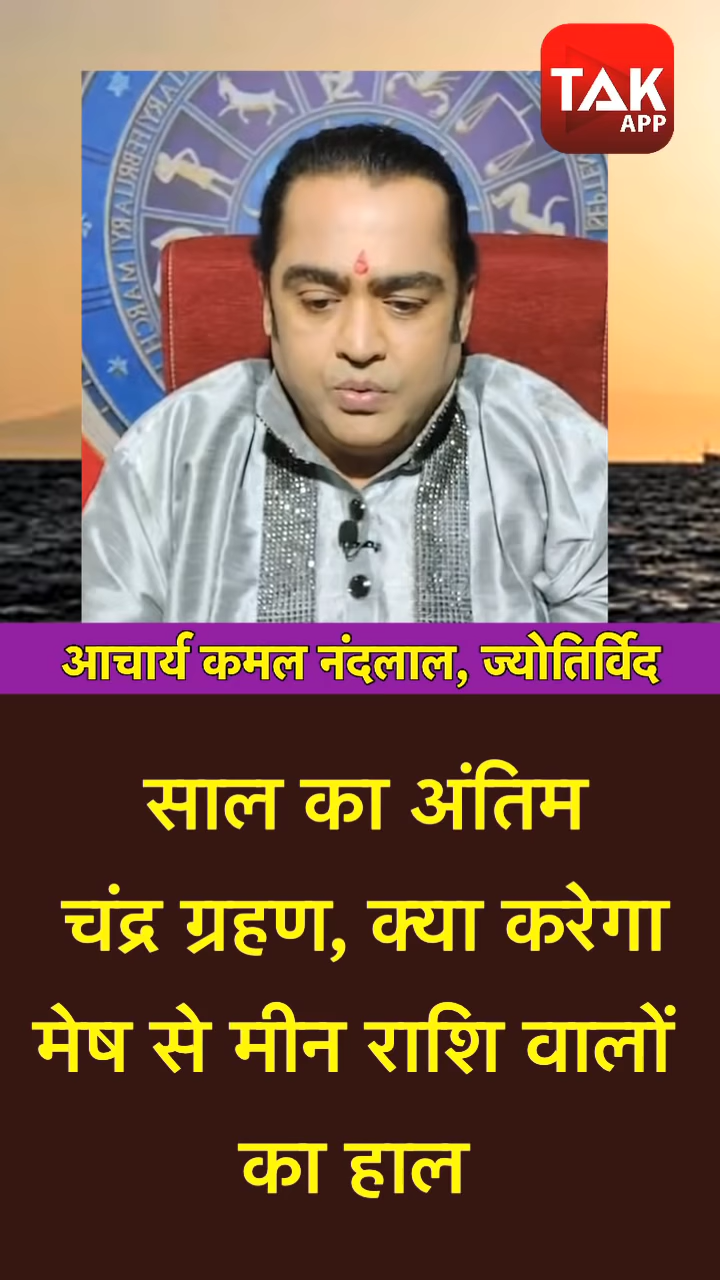 TAK
APP
आचार्य कमल नंदलाल, ज्योतिर्विद
साल का अंतिम
चंद्र ग्रहण, क्या करेगा
मेष से मीन राशि वालों
का हाल